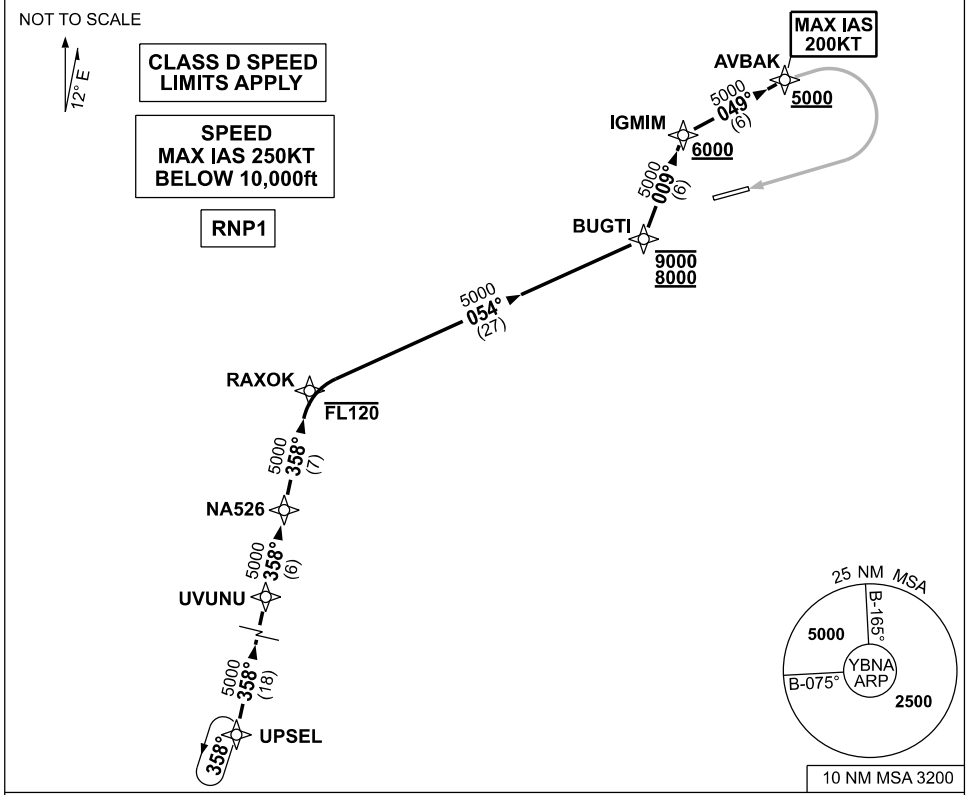 NOT TO SCALE
12° E
CLASS D SPEED
LIMITS APPLY
SPEED
MAX IAS 250KT
BELOW 10,000ft
RNP1
MAX IAS
200KT
AVBAK
5000
5000
049°
(6)
IGMIM
6000
5000
009°
(6)
BUGTI
9000
8000
5000
054°
(27)
RAXOK
FL120
5000
358°
(7)
NA526
5000
358°
(6)
UVUNU
5000
358°
(18)
UPSEL
358°
25 NM MSA
B-165°
5000
YBNA
ARP
B-075°
2500
10 NM MSA 3200